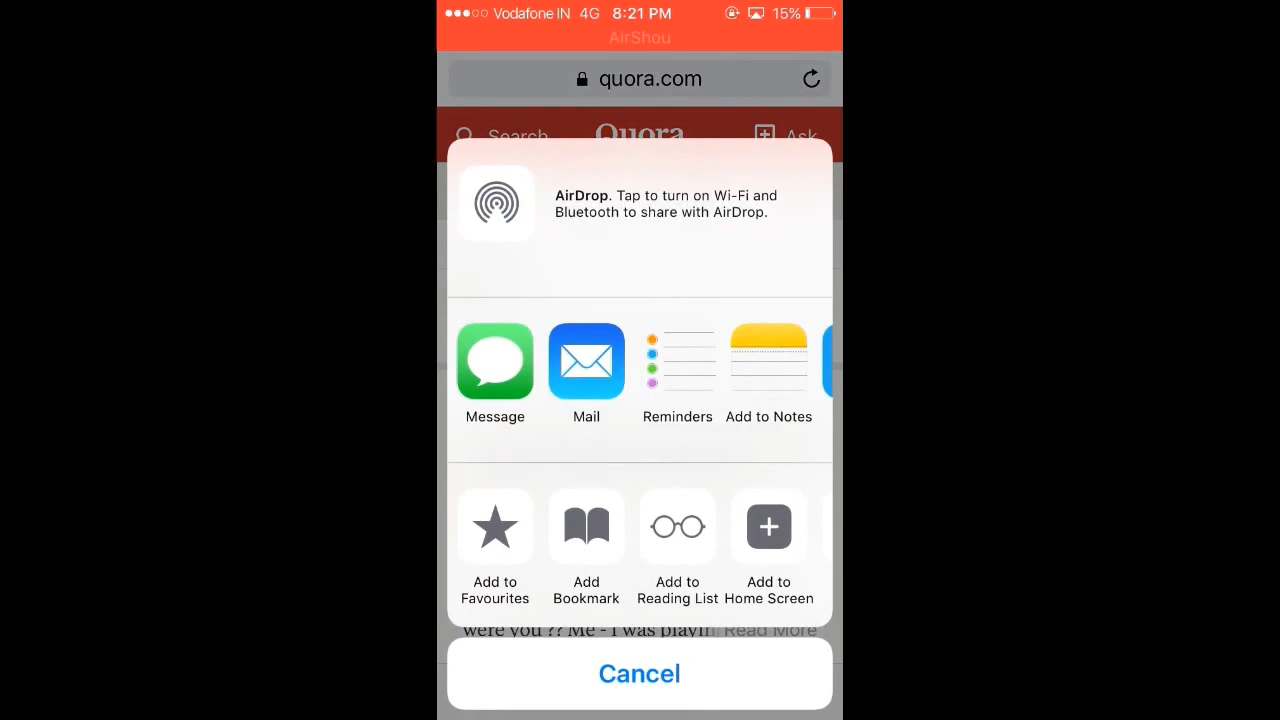 Vodafone IN 4G 8:21 PM 15%
AirShou
quora.com
Search Quora Ask
AirDrop. Tap to turn on Wi-Fi and
Bluetooth to share with AirDrop.
Message Mail Reminders Add to Notes
Add to Favourites
Add Bookmark
Add to Reading List
Add to Home Screen
were you ?? Me - I was playin Read More
Cancel